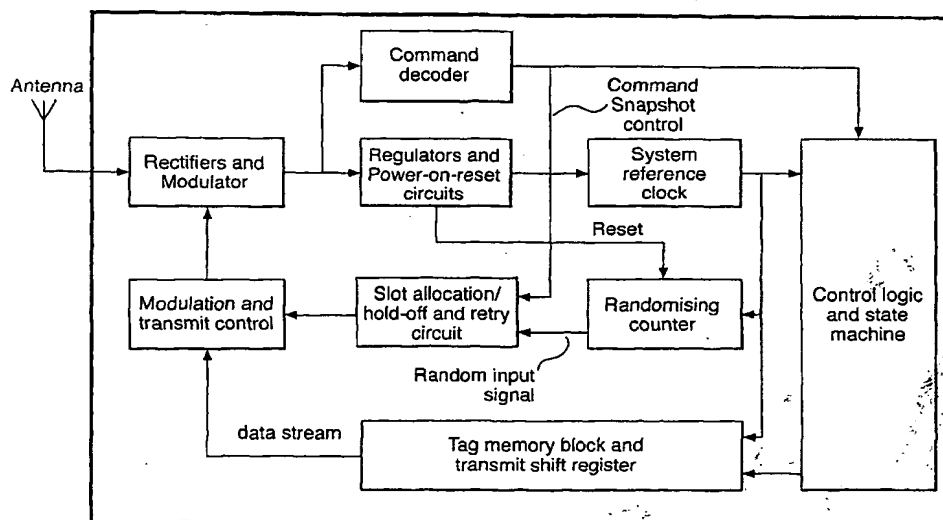 Antenna
Command
decoder
Command
Snapshot
control
Rectifiers and
Modulator
Regulators and
Power-on-reset
circuits
System
reference
clock
Reset
Modulation and
transmit control
Slot allocation/
hold-off and retry
circuit
Randomising
counter
Control logic
and state
machine
Random input
signal
data stream
Tag memory block and
transmit shift register